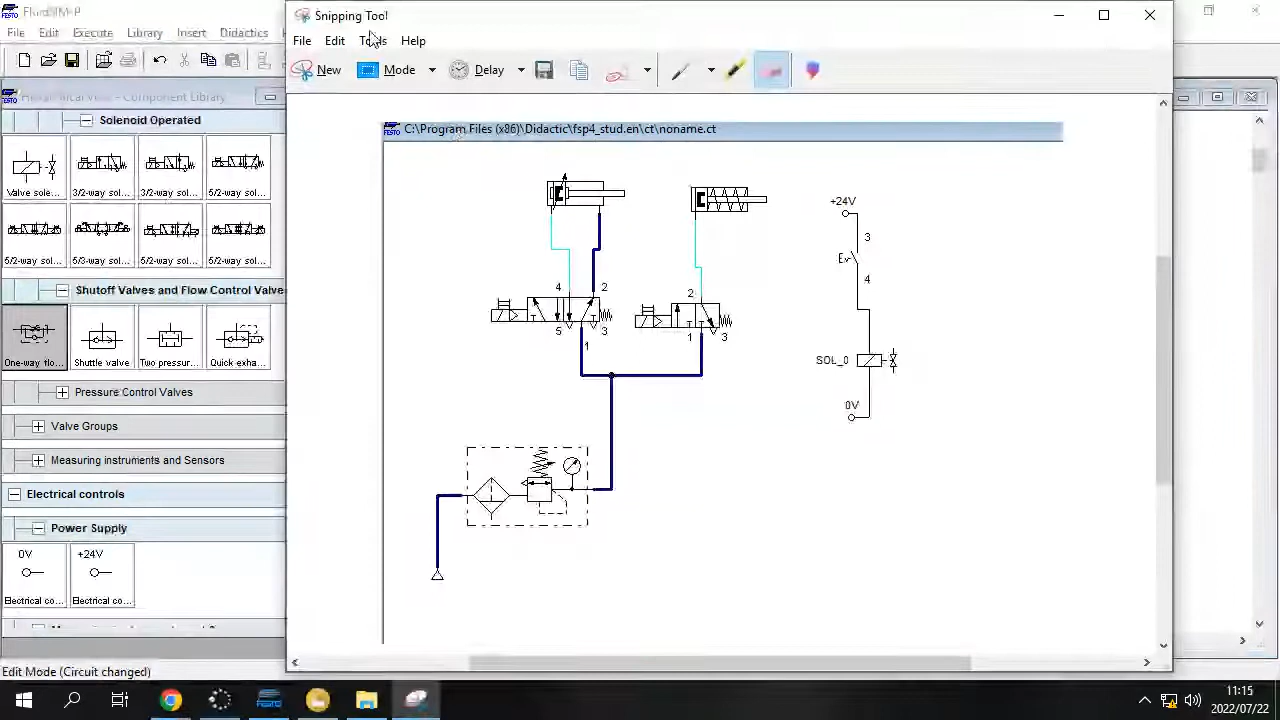 Snipping Tool
File Edit Tools Help
New Mode Delay
FESTO
File Edit Execute Library Insert Didactics
Component Library
Solenoid Operated
Valve sole... 3/2-way sol... 3/2-way sol... 5/2-way sol...
5/2-way sol... 5/3-way sol... 5/2-way sol... 5/2-way sol...
Shutoff Valves and Flow Control Valve
One-way flo... Shuttle valve Two pressur... Quick exha...
Pressure Control Valves
Valve Groups
Measuring instruments and Sensors
Electrical controls
Power Supply
0V +24V
Electrical co... Electrical co...
Edit Mode (Circuit changed)
C:\Program Files (x86)\Didactic\fsp4_stud.en\ct\noname.ct
+24V
3
4
SOL_0
0V
4 2
5 3
1
2
1 3
11:15
2022/07/22